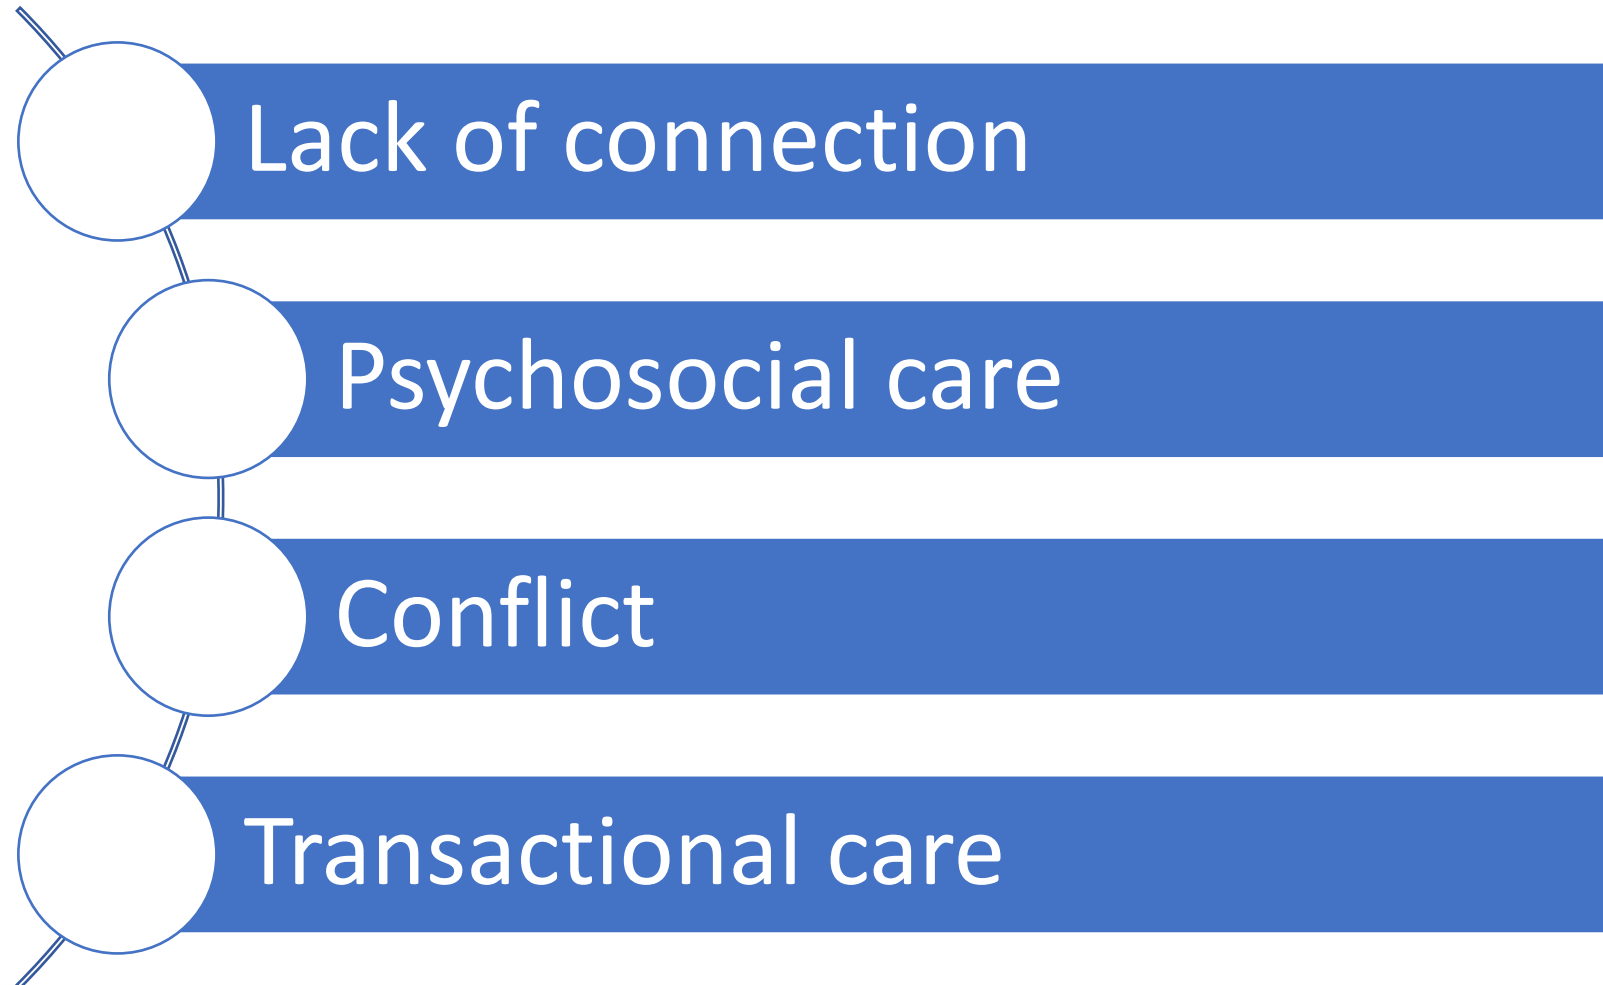 Lack of connection
Psychosocial care
Conflict
Transactional care